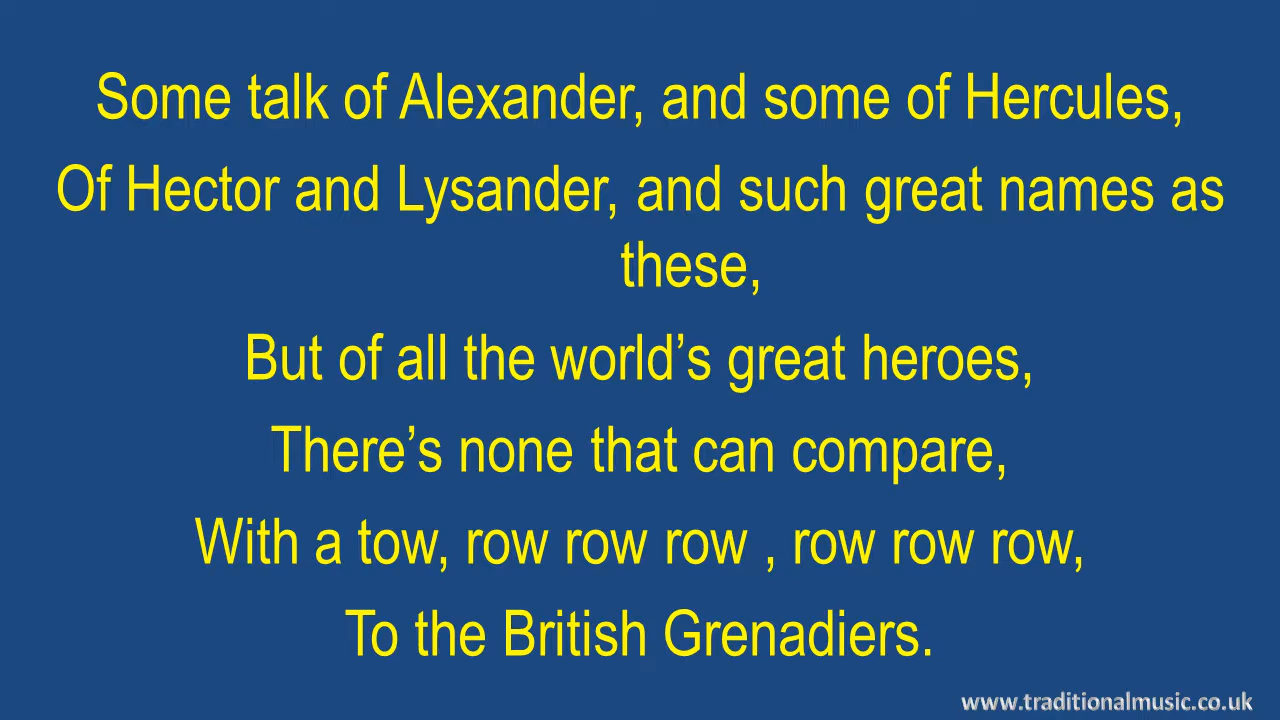 Some talk of Alexander, and some of Hercules,
Of Hector and Lysander, and such great names as
these,
But of all the world’s great heroes,
There’s none that can compare,
With a tow, row row row , row row row,
To the British Grenadiers.
www.traditionalmusic.co.uk